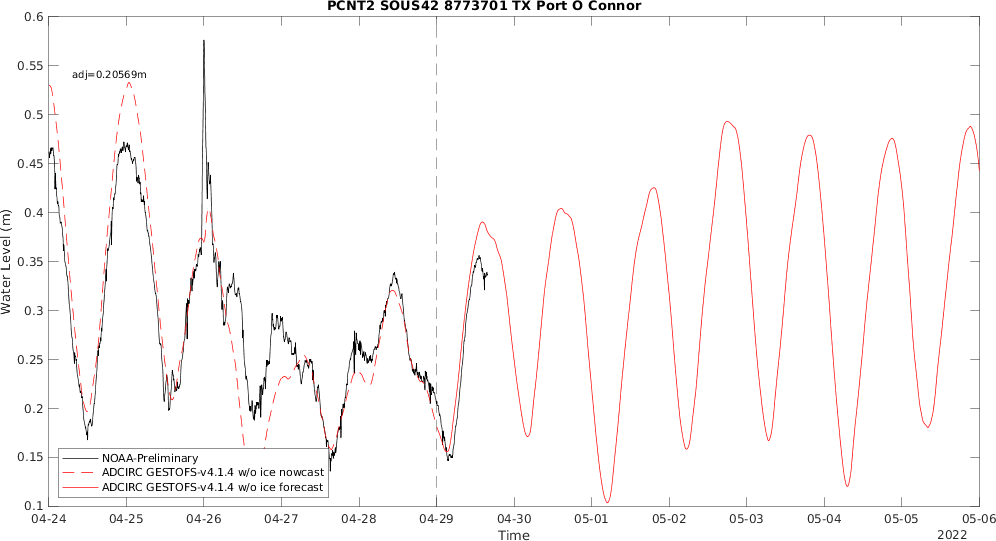 PCNT2 SOUS42 8773701 TX Port O Connor
0.6
0.55
0.5
0.45
0.4
0.35
0.3
0.25
0.2
0.15
0.1
Water Level (m)
adj=0.20569m
NOAA-Preliminary
ADCIRC GESTOFS-v4.1.4 w/o ice nowcast
ADCIRC GESTOFS-v4.1.4 w/o ice forecast
04-24 04-25 04-26 04-27 04-28 04-29 04-30 05-01 05-02 05-03 05-04 05-05 05-06
Time
2022